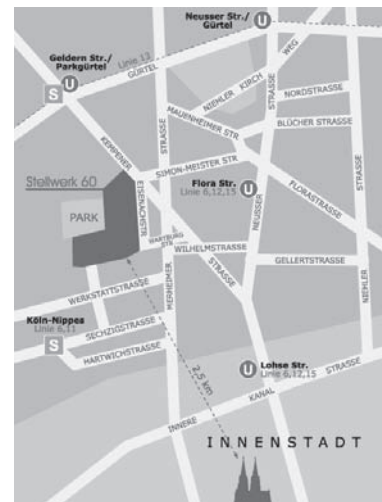 Neusser Str./
Gürtel
U
Geldern Str./
Parkgürtel
S
U
Linie 13
GÜRTEL
NIEHLER KIRCH WEG
STRASSE
NORDSTRASSE
MAUENHEIMER STR
BLÜCHER STRASSE
STRASSE
KEMPENER
STRASSE
SIMON-MEISTER STR
Stellwerk 60
PARK
EISENACHSTR
Flora Str.
Linie 6,12,15
U
FLORASTRASSE
NEUSSER
WARTBURG
STR
WILHELMSTRASSE
GELLERTSTRASSE
STRASSE
WERKSTATTSTRASSE
MERHEIMER
NIEHLER
Köln-Nippes
Linie 6,11
S
SECHZIGSTRASSE
HARTWICHSTRASSE
2,5 km
U
Lohse Str.
Linie 6,12,15
INNERE KANAL STRASSE
INNENSTADT